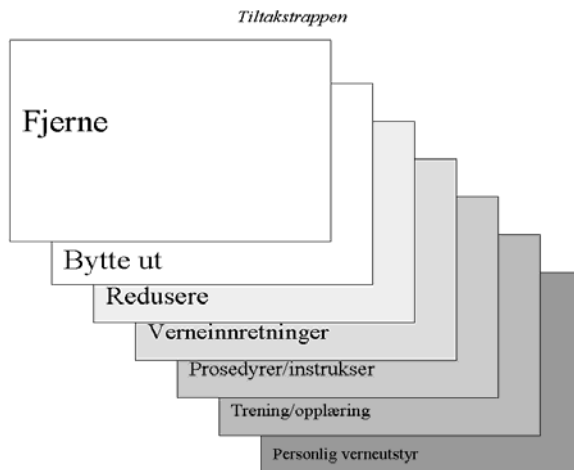 Tiltakstrappen
Fjerne
Bytte ut
Redusere
Verneinnretninger
Prosedyrer/instrukser
Trening/opplæring
Personlig verneutstyr